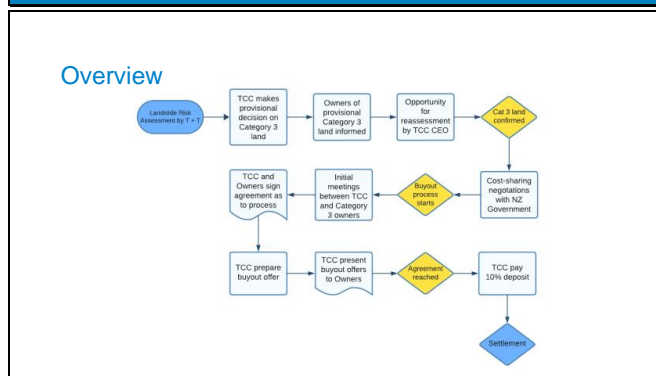 Overview
Landslide Risk
Assessment by T + T
TCC makes
provisional
decision on
Category 3
land
Owners of
provisional
Category 3
land informed
Opportunity
for
reassessment
by TCC CEO
Cat 3 land
confirmed
Cost-sharing
negotiations
with NZ
Government
Buyout
process
starts
Initial
meetings
between TCC
and Category
3 owners
TCC and
Owners sign
agreement as
to process
TCC prepare
buyout offer
TCC present
buyout offers
to Owners
Agreement
reached
TCC pay
10% deposit
Settlement